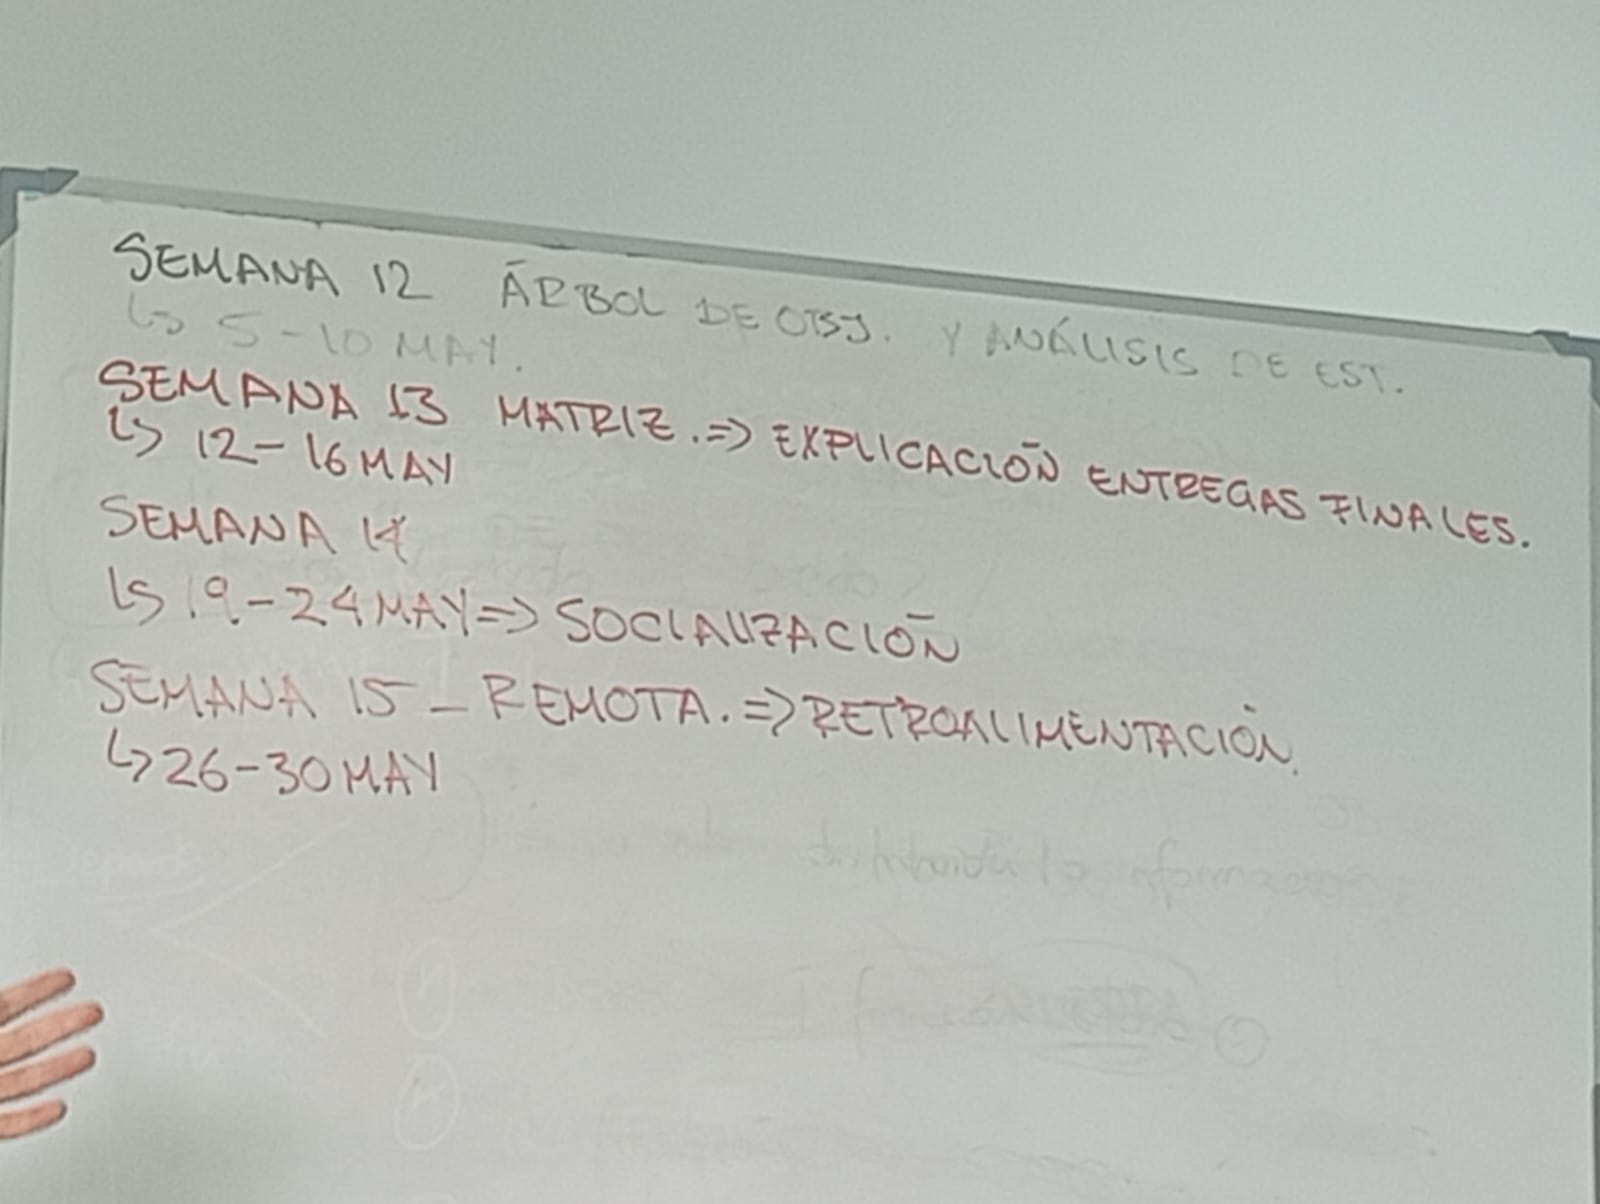 SEMANA 12 ÁRBOL DE OBJ. Y ANÁLISIS DE EST.
↳ 5-10 MAY.
SEMANA 13 MATRIZ. => EXPLICACIÓN ENTREGAS FINALES.
↳ 12-16 MAY
SEMANA 14
↳ 19-24 MAY => SOCIALIZACIÓN
SEMANA 15 - REMOTA. => RETROALIMENTACIÓN.
↳ 26-30 MAY